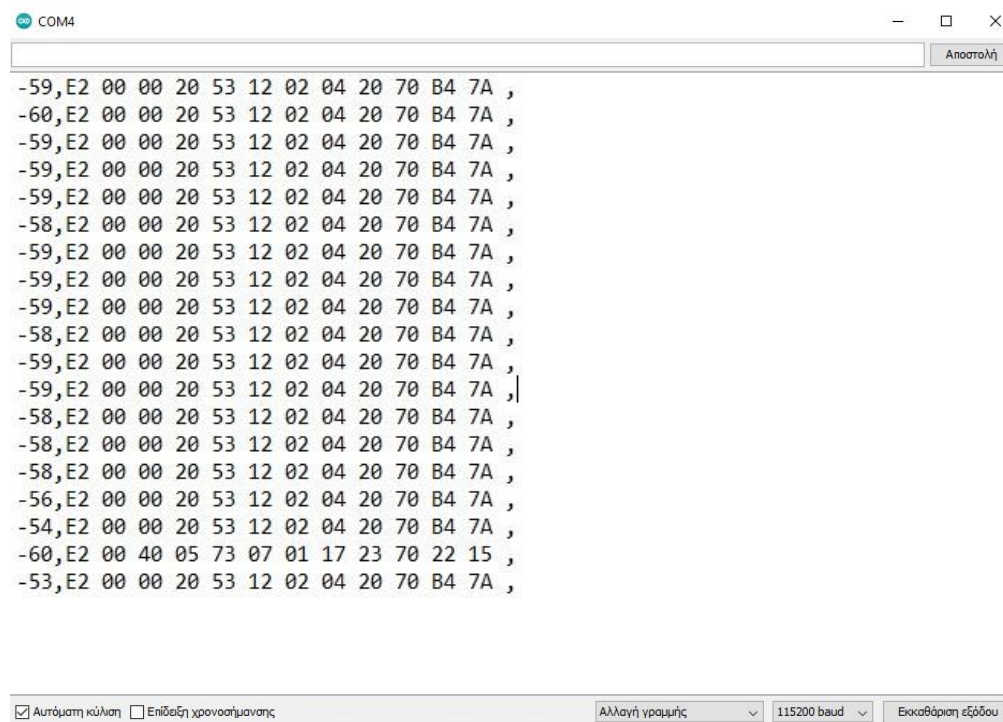 COM4
Αποστολή
-59,E2 00 00 20 53 12 02 04 20 70 B4 7A ,
-60,E2 00 00 20 53 12 02 04 20 70 B4 7A ,
-59,E2 00 00 20 53 12 02 04 20 70 B4 7A ,
-59,E2 00 00 20 53 12 02 04 20 70 B4 7A ,
-59,E2 00 00 20 53 12 02 04 20 70 B4 7A ,
-58,E2 00 00 20 53 12 02 04 20 70 B4 7A ,
-59,E2 00 00 20 53 12 02 04 20 70 B4 7A ,
-59,E2 00 00 20 53 12 02 04 20 70 B4 7A ,
-59,E2 00 00 20 53 12 02 04 20 70 B4 7A ,
-58,E2 00 00 20 53 12 02 04 20 70 B4 7A ,
-59,E2 00 00 20 53 12 02 04 20 70 B4 7A ,
-59,E2 00 00 20 53 12 02 04 20 70 B4 7A ,
-58,E2 00 00 20 53 12 02 04 20 70 B4 7A ,
-58,E2 00 00 20 53 12 02 04 20 70 B4 7A ,
-58,E2 00 00 20 53 12 02 04 20 70 B4 7A ,
-56,E2 00 00 20 53 12 02 04 20 70 B4 7A ,
-54,E2 00 00 20 53 12 02 04 20 70 B4 7A ,
-60,E2 00 40 05 73 07 01 17 23 70 22 15 ,
-53,E2 00 00 20 53 12 02 04 20 70 B4 7A ,
Αυτόματη κύλιση Επίδειξη χρονοσήμανσης Αλλαγή γραμμής 115200 baud Εκκαθάριση εξόδου